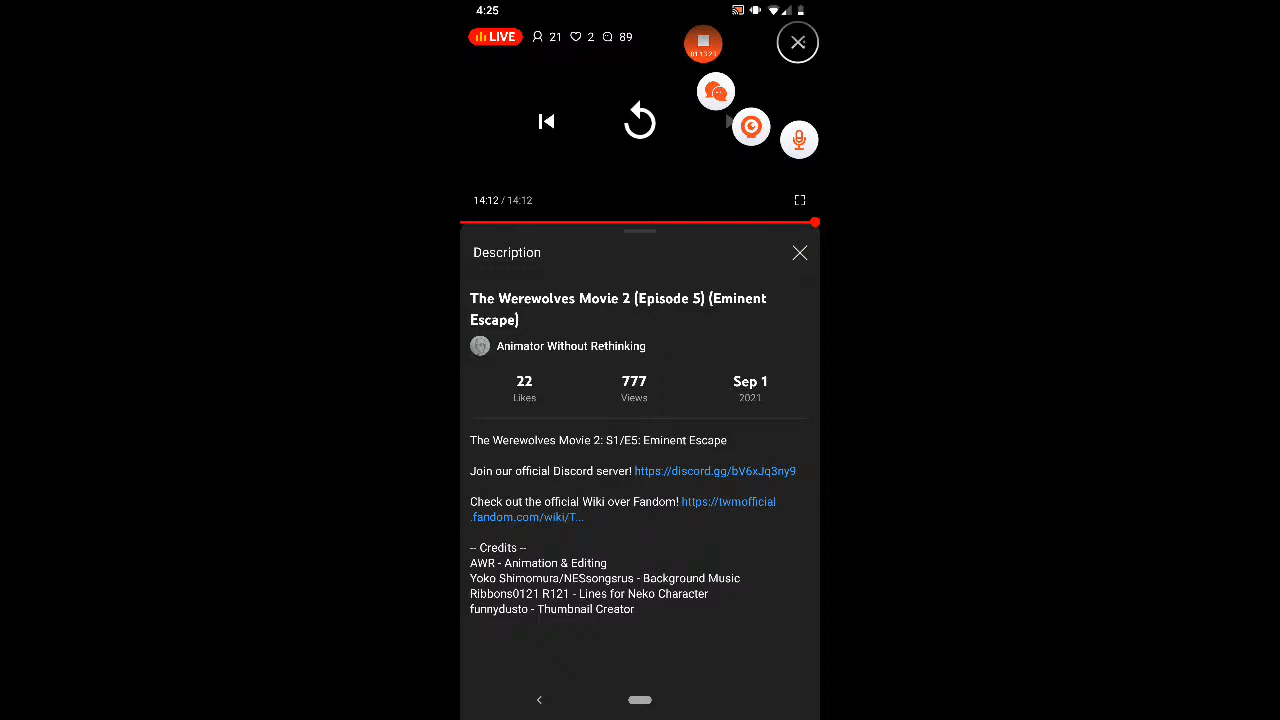 4:25
LIVE 21 2 89
01:13:23
14:12 / 14:12
Description
The Werewolves Movie 2 (Episode 5) (Eminent
Escape)
Animator Without Rethinking
22 777 Sep 1
Likes Views 2021
The Werewolves Movie 2: S1/E5: Eminent Escape
Join our official Discord server! https://discord.gg/bV6xJq3ny9
Check out the official Wiki over Fandom! https://twmofficial
.fandom.com/wiki/T...
-- Credits --
AWR - Animation & Editing
Yoko Shimomura/NESsongsrus - Background Music
Ribbons0121 R121 - Lines for Neko Character
funnydusto - Thumbnail Creator